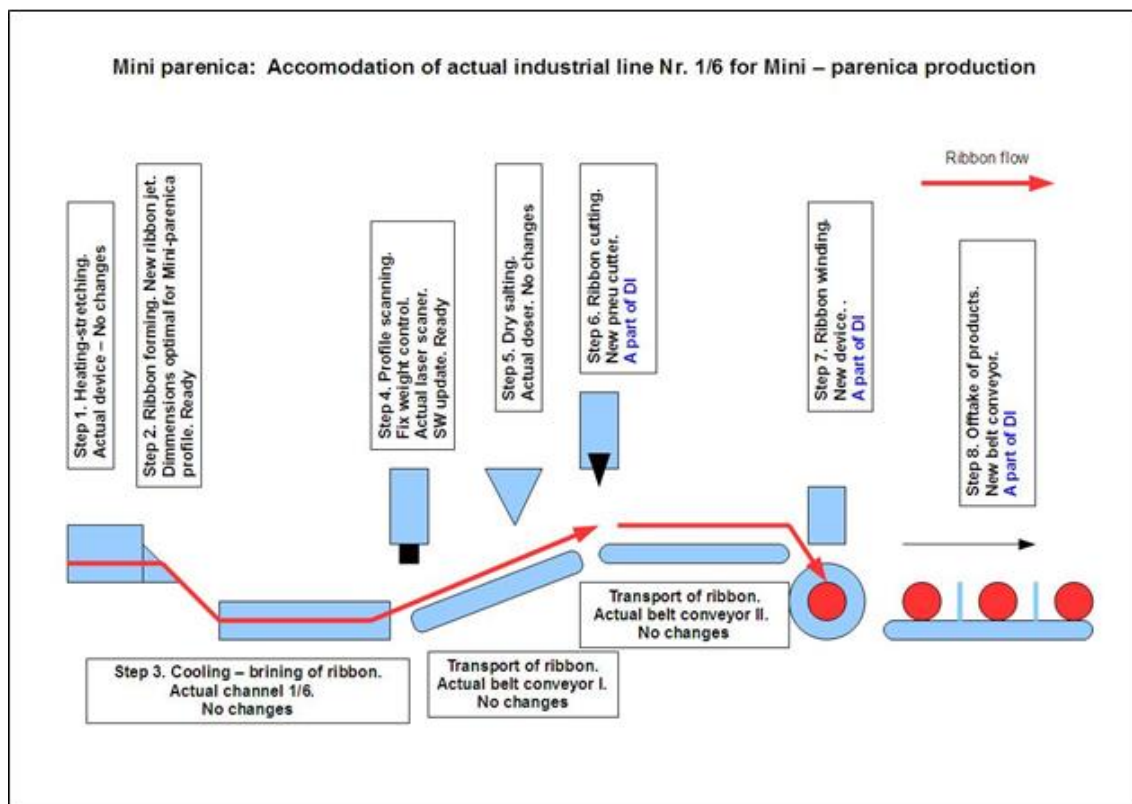 Mini parenica:  Accomodation of actual industrial line Nr. 1/6 for Mini – parenica production
Ribbon flow
Step 1. Heating-stretching.
Actual device – No changes
Step 2. Ribbon forming. New ribbon jet.
Dimmensions optimal for Mini-parenica
profile. Ready
Step 4. Profile scanning.
Fix weight control.
Actual laser scaner.
SW update. Ready
Step 5. Dry salting.
Actual doser. No changes
Step 6. Ribbon cutting.
New pneu cutter.
A part of DI
Step 7. Ribbon winding.
New device. .
A part of DI
Step 8. Offtake of products.
New belt conveyor.
A part of DI
Step 3. Cooling – brining of ribbon.
Actual channel 1/6.
No changes
Transport of ribbon.
Actual belt conveyor I.
No changes
Transport of ribbon.
Actual belt conveyor II.
No changes